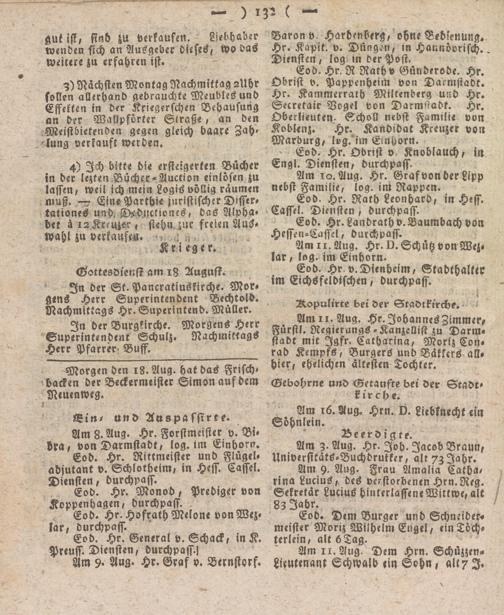 — ) 132 ( —
gut ist, sind zu verkaufen. Liebhaber
wenden sich an Ausgeber dieses, wo das
weitere zu erfahren ist.
3) Nächsten Montag Nachmittag 2Uhr
sollen allerhand gebrauchte Meubles und
Effekten in der Kriegerschen Behausung
an der Wallpförter Straße, an den
Meistbietenden gegen gleich baare Zah-
lung verkauft werden.
4) Ich bitte die ersteigerten Bücher
in der lezten Bücher-Auction einlösen zu
lassen, weil ich mein Logis völlig räumen
muß. — Eine Parthie juristischer Disser-
tationes und Deductiones, das Alpha-
bet à 12 Kreuzer, stehn zur freien Aus-
wahl zu verkaufen.
Krieger.
Gottesdienst am 18 August.
In der St. Pancratiuskirche. Mor-
gens Herr Superintendent Bechtold.
Nachmittags Hr. Superintend. Müller.
In der Burgkirche. Morgens Herr
Superintendent Schulz. Nachmittags
Herr Pfarrer Buff.
Morgen den 18. Aug. hat das Frisch-
backen der Beckermeister Simon auf dem
Neuenweg.
Ein- und Auspassirte.
Am 8. Aug. Hr. Forstmeister v. Bi-
bra, von Darmstadt, log. im Einhorn.
Eod. Hr. Rittmeister und Flügel-
adjutant v. Schlotheim, in Hess. Cassel.
Diensten, durchpass.
Eod. Hr. Monod, Prediger von
Koppenhagen, durchpass.
Eod. Hr. Hofrath Melone von Wez-
lar, durchpass.
Eod. Hr. General v. Schack, in K.
Preuss. Diensten, durchpass.
Am 9. Aug. Hr. Graf v. Bernstorf.
Baron v. Hardenberg, ohne Bedienung.
Hr. Kapit. v. Düngen, in Hannövrisch.
Diensten, log in der Post.
Eod. Hr. R Rath v Günderode. Hr.
Obrist v. Pappenheim von Darmstadt.
Hr. Kammerrath Miltenberg und Hr.
Secretair Vogel von Darmstadt. Hr.
Oberlieuten. Scholl nebst Familie von
Koblenz. Hr. Kandidat Kreuzer von
Marburg, log. im Einhorn.
Eod. Hr. Obrist v. Knoblauch, in
Engl. Diensten, durchpass.
Am 10. Aug. Hr. Graf von der Lipp
nebst Familie, log. im Rappen.
Eod. Hr. Rath Leonhard, in Hess.
Cassel. Diensten, durchpass.
Eod. Hr. Landrath v. Baumbach von
Hessen-Cassel, durchpass.
Am 11. Aug. Hr. D. Schütz von Wez-
lar, log. im Einhorn.
Eod. Hr. v. Dienheim, Stadthalter
im Eichsfeldischen, durchpass.
Kopulirte bei der Stadtkirche.
Am 11. Aug. Hr. Johannes Zimmer,
Fürstl. Regierungs-Kanzellist zu Darm-
stadt mit Jgfr. Catharina, Moriz Con-
rad Kempfs, Burgers und Bäkkers all-
hier, ehelichen ältesten Tochter.
Gebohrne und Getaufte bei der Stadt-
kirche.
Am 16. Aug. Hrn. D. Liebknecht ein
Söhnlein.
Beerdigte.
Am 3. Aug. Hr. Joh. Jacob Braun,
Universitäts-Buchdruker, alt 73 Jahr.
Am 9. Aug. Frau Amalia Catha-
rina Lucius, des verstorbenen Hrn. Reg.
Sekretär Lucius hinterlassene Wittwe, alt
83 Jahr.
Eod. Dem Burger und Schneider-
meister Moriz Wilhelm Engel, ein Töch-
terlein, alt 6 Tag.
Am 11. Aug. Dem Hrn. Schüzzen-
Lieutenant Schwald ein Sohn, alt 7 J.